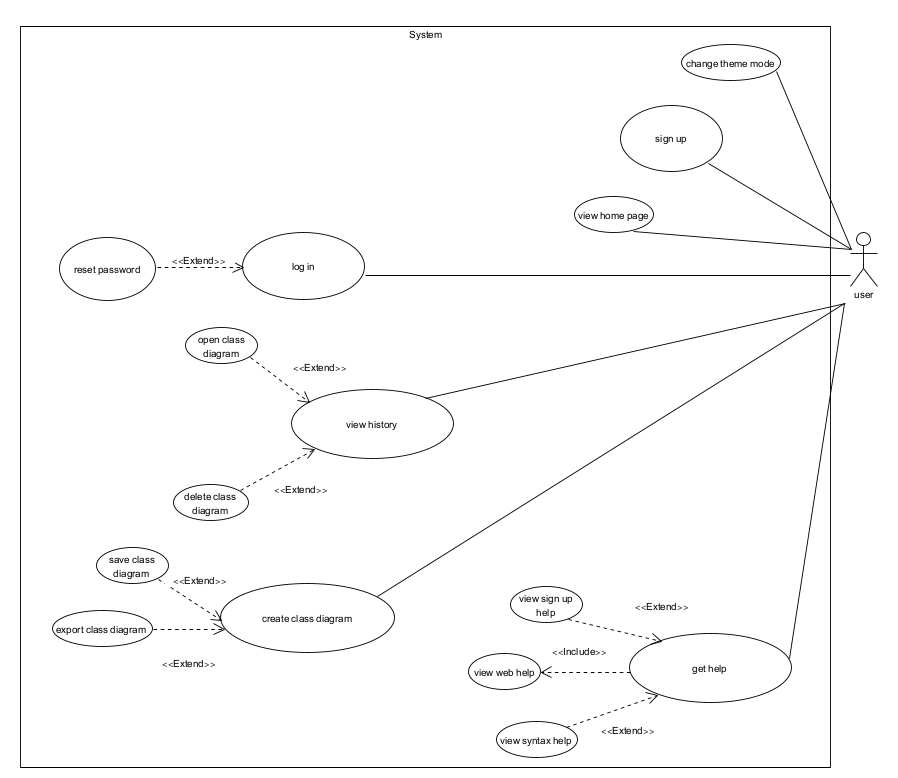 System
change theme mode
sign up
view home page
user
reset password
<<Extend>>
log in
open class
diagram
<<Extend>>
view history
delete class
diagram
<<Extend>>
save class
diagram
<<Extend>>
export class diagram
<<Extend>>
create class diagram
view sign up
help
<<Extend>>
<<Include>>
view web help
get help
view syntax help
<<Extend>>